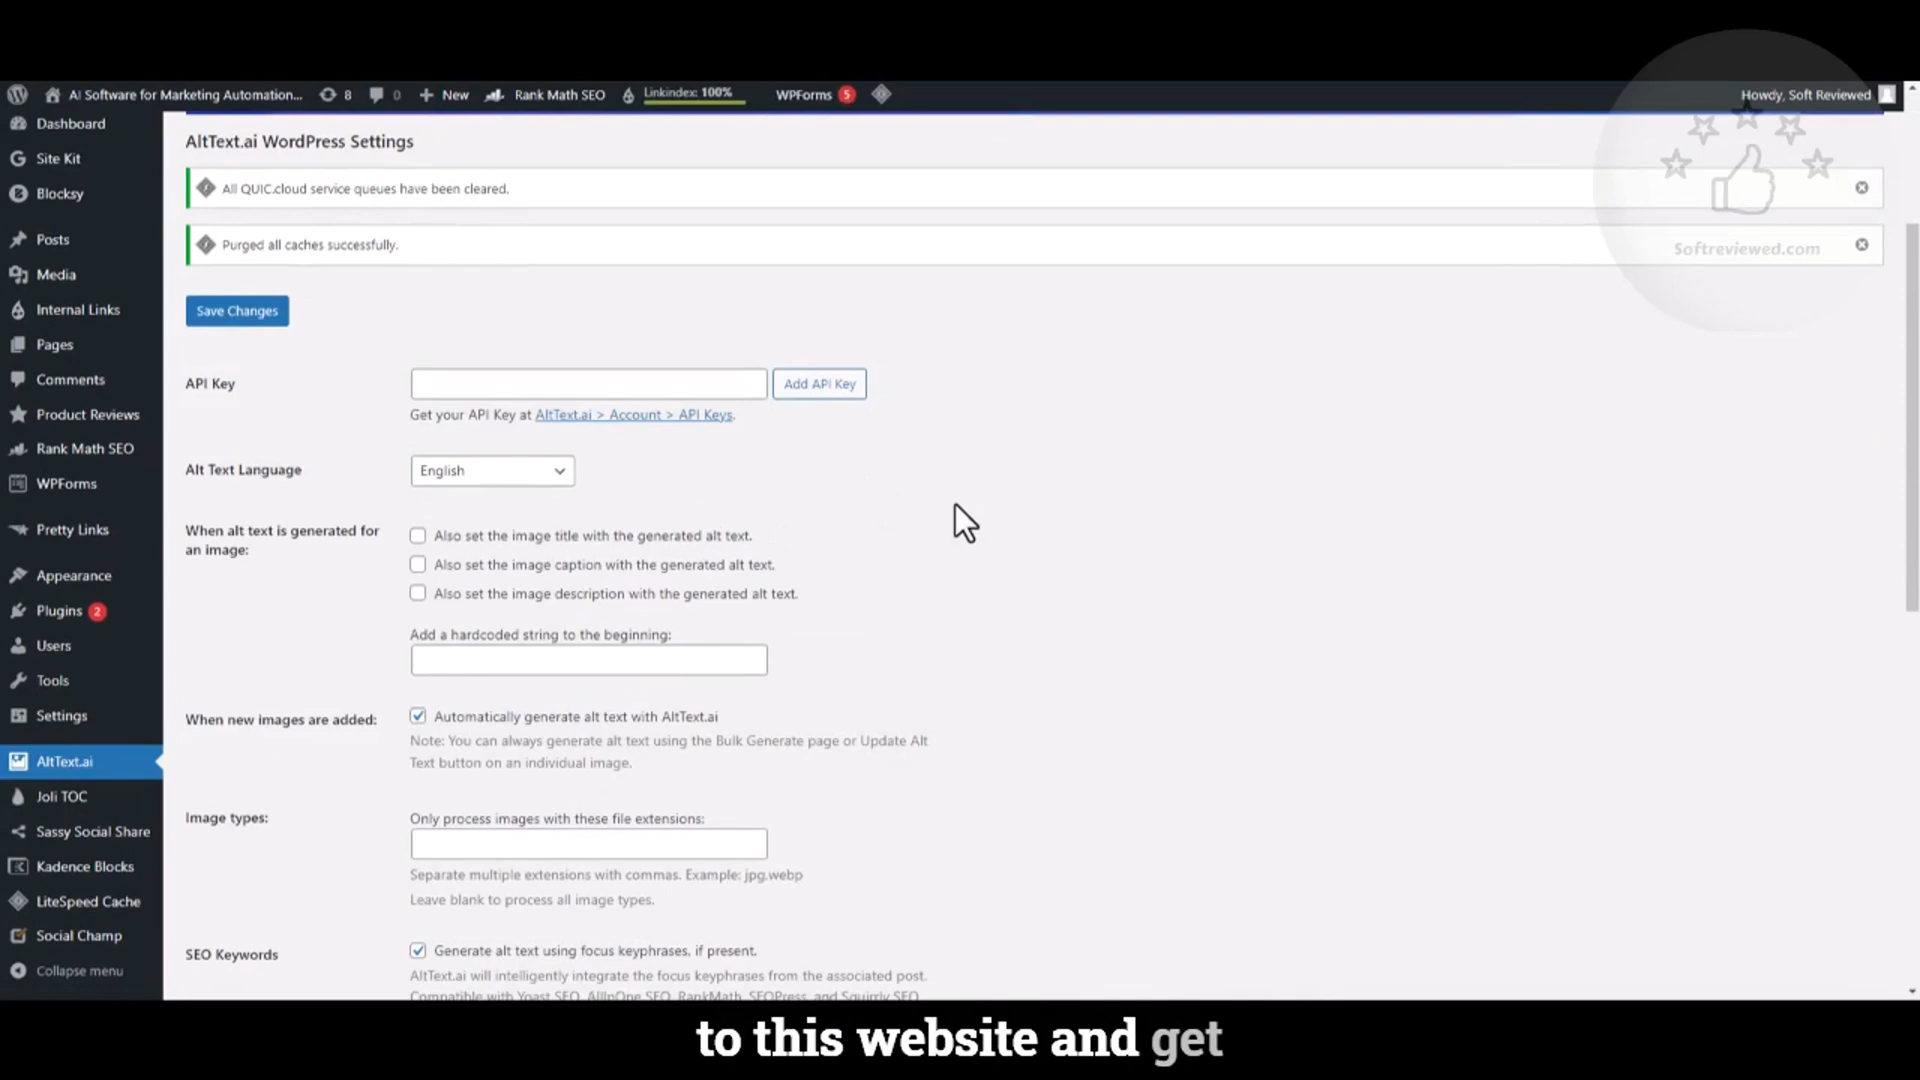 AI Software for Marketing Automation... 8 0 New Rank Math SEO Linkindex: 100% WPForms 5 Howdy, Soft Reviewed
Dashboard
Site Kit
Blocksy
Posts
Media
Internal Links
Pages
Comments
Product Reviews
Rank Math SEO
WPForms
Pretty Links
Appearance
Plugins 2
Users
Tools
Settings
AltText.ai
Joli TOC
Sassy Social Share
Kadence Blocks
LiteSpeed Cache
Social Champ
Collapse menu
AltText.ai WordPress Settings
All QUIC.cloud service queues have been cleared.
Purged all caches successfully.
Softreviewed.com
Save Changes
API Key
Add API Key
Get your API Key at AltText.ai > Account > API Keys.
Alt Text Language
English
When alt text is generated for
an image:
Also set the image title with the generated alt text.
Also set the image caption with the generated alt text.
Also set the image description with the generated alt text.
Add a hardcoded string to the beginning:
When new images are added:
Automatically generate alt text with AltText.ai
Note: You can always generate alt text using the Bulk Generate page or Update Alt
Text button on an individual image.
Image types:
Only process images with these file extensions:
Separate multiple extensions with commas. Example: jpg,webp
Leave blank to process all image types.
SEO Keywords
Generate alt text using focus keyphrases, if present.
AltText.ai will intelligently integrate the focus keyphrases from the associated post.
Compatible with Yoast SEO, AllInOne SEO, RankMath, SEOPress, and Squirrly SEO
to this website and get